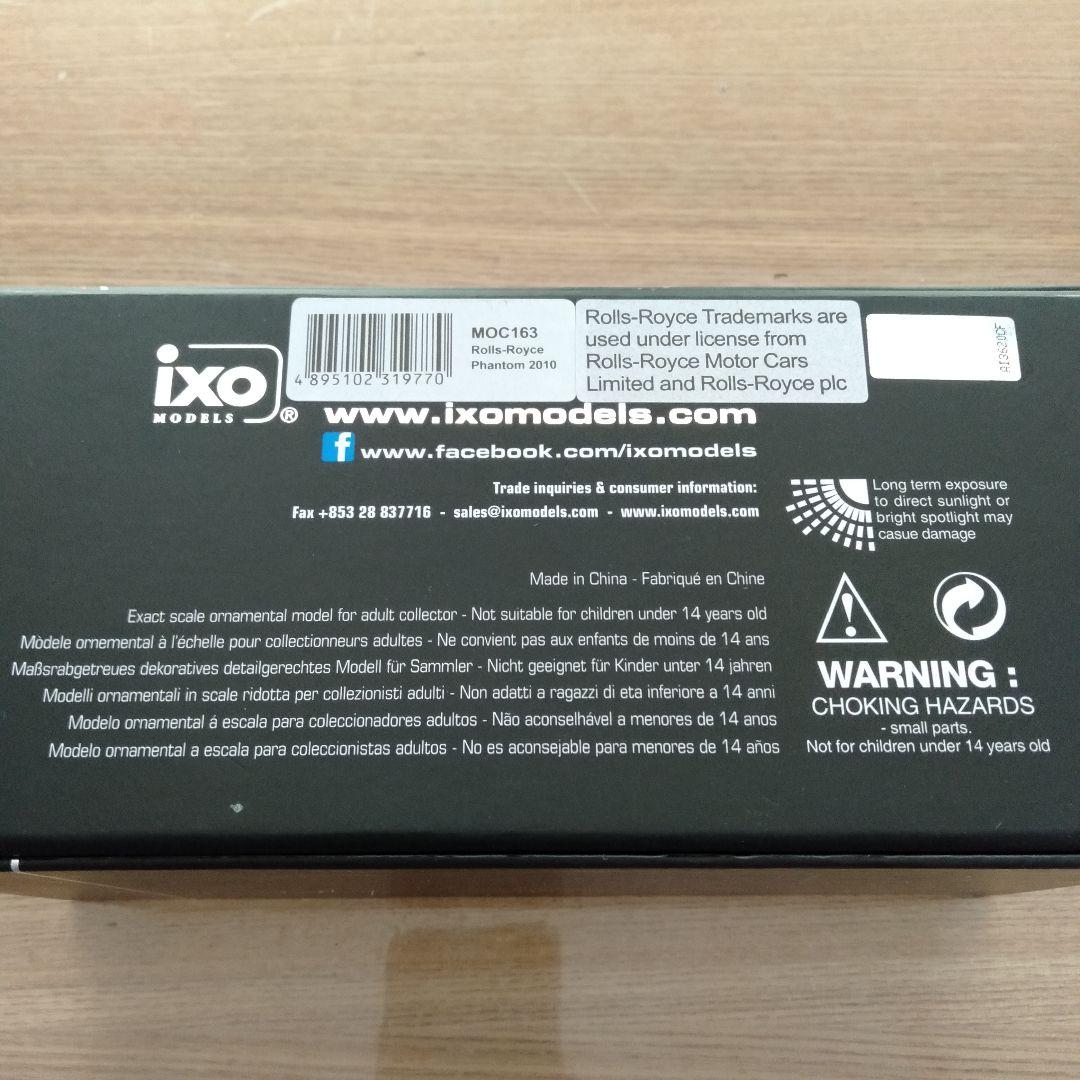 ixo
MODELS ®
4 895102 319770
MOC163
Rolls-Royce
Phantom 2010
Rolls-Royce Trademarks are
used under license from
Rolls-Royce Motor Cars
Limited and Rolls-Royce plc
A13620CF
www.ixomodels.com
f www.facebook.com/ixomodels
Trade inquiries & consumer information:
Fax +853 28 837716 - sales@ixomodels.com - www.ixomodels.com
Long term exposure
to direct sunlight or
bright spotlight may
casue damage
Made in China - Fabriqué en Chine
Exact scale ornamental model for adult collector - Not suitable for children under 14 years old
Mòdele ornemental à l'échelle pour collectionneurs adultes - Ne convient pas aux enfants de moins de 14 ans
Maßsrabgetreues dekoratives detailgerechtes Modell für Sammler - Nicht geeignet für Kinder unter 14 jahren
Modelli ornamentali in scale ridotta per collezionisti adulti - Non adatti a ragazzi di eta inferiore a 14 anni
Modelo ornamental á escala para coleccionadores adultos - Não aconselhável a menores de 14 anos
Modelo ornamental a escala para coleccionistas adultos - No es aconsejable para menores de 14 años
WARNING :
CHOKING HAZARDS
- small parts.
Not for children under 14 years old